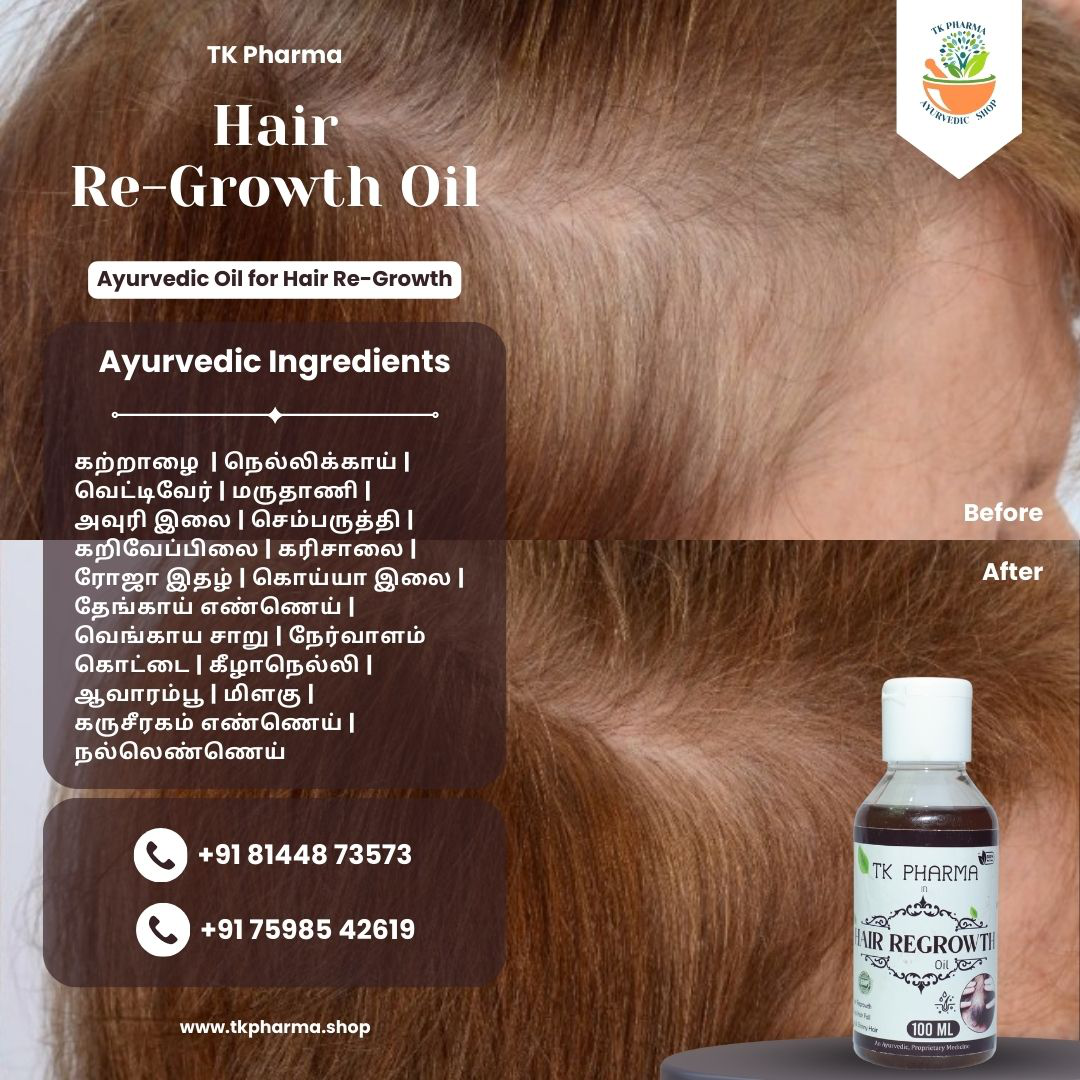 TK PHARMA
AYURVEDIC SHOP
TK Pharma
Hair
Re-Growth Oil
Ayurvedic Oil for Hair Re-Growth
Ayurvedic Ingredients
கற்றாழை | நெல்லிக்காய் |
வெட்டிவேர் | மருதாணி |
அவுரி இலை | செம்பருத்தி |
கறிவேப்பிலை | கரிசாலை |
ரோஜா இதழ் | கொய்யா இலை |
தேங்காய் எண்ணெய் |
வெங்காய சாறு | நேர்வாளம்
கொட்டை | கீழாநெல்லி |
ஆவாரம்பூ | மிளகு |
கருசீரகம் எண்ணெய் |
நல்லெண்ணெய்
+91 81448 73573
+91 75985 42619
www.tkpharma.shop
Before
After
TK PHARMA
IN
HAIR REGROWTH
Oil
100 ML
An Ayurvedic, Proprietary Medicine